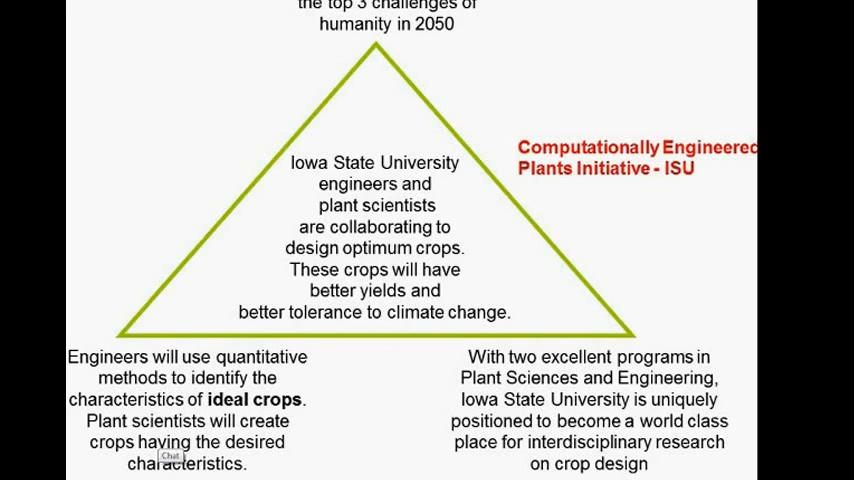 the top 3 challenges of
humanity in 2050
Computationally Engineered
Plants Initiative - ISU
Iowa State University
engineers and
plant scientists
are collaborating to
design optimum crops.
These crops will have
better yields and
better tolerance to climate change.
Engineers will use quantitative
methods to identify the
characteristics of ideal crops.
Plant scientists will create
crops having the desired
characteristics.
Chat
With two excellent programs in
Plant Sciences and Engineering,
Iowa State University is uniquely
positioned to become a world class
place for interdisciplinary research
on crop design